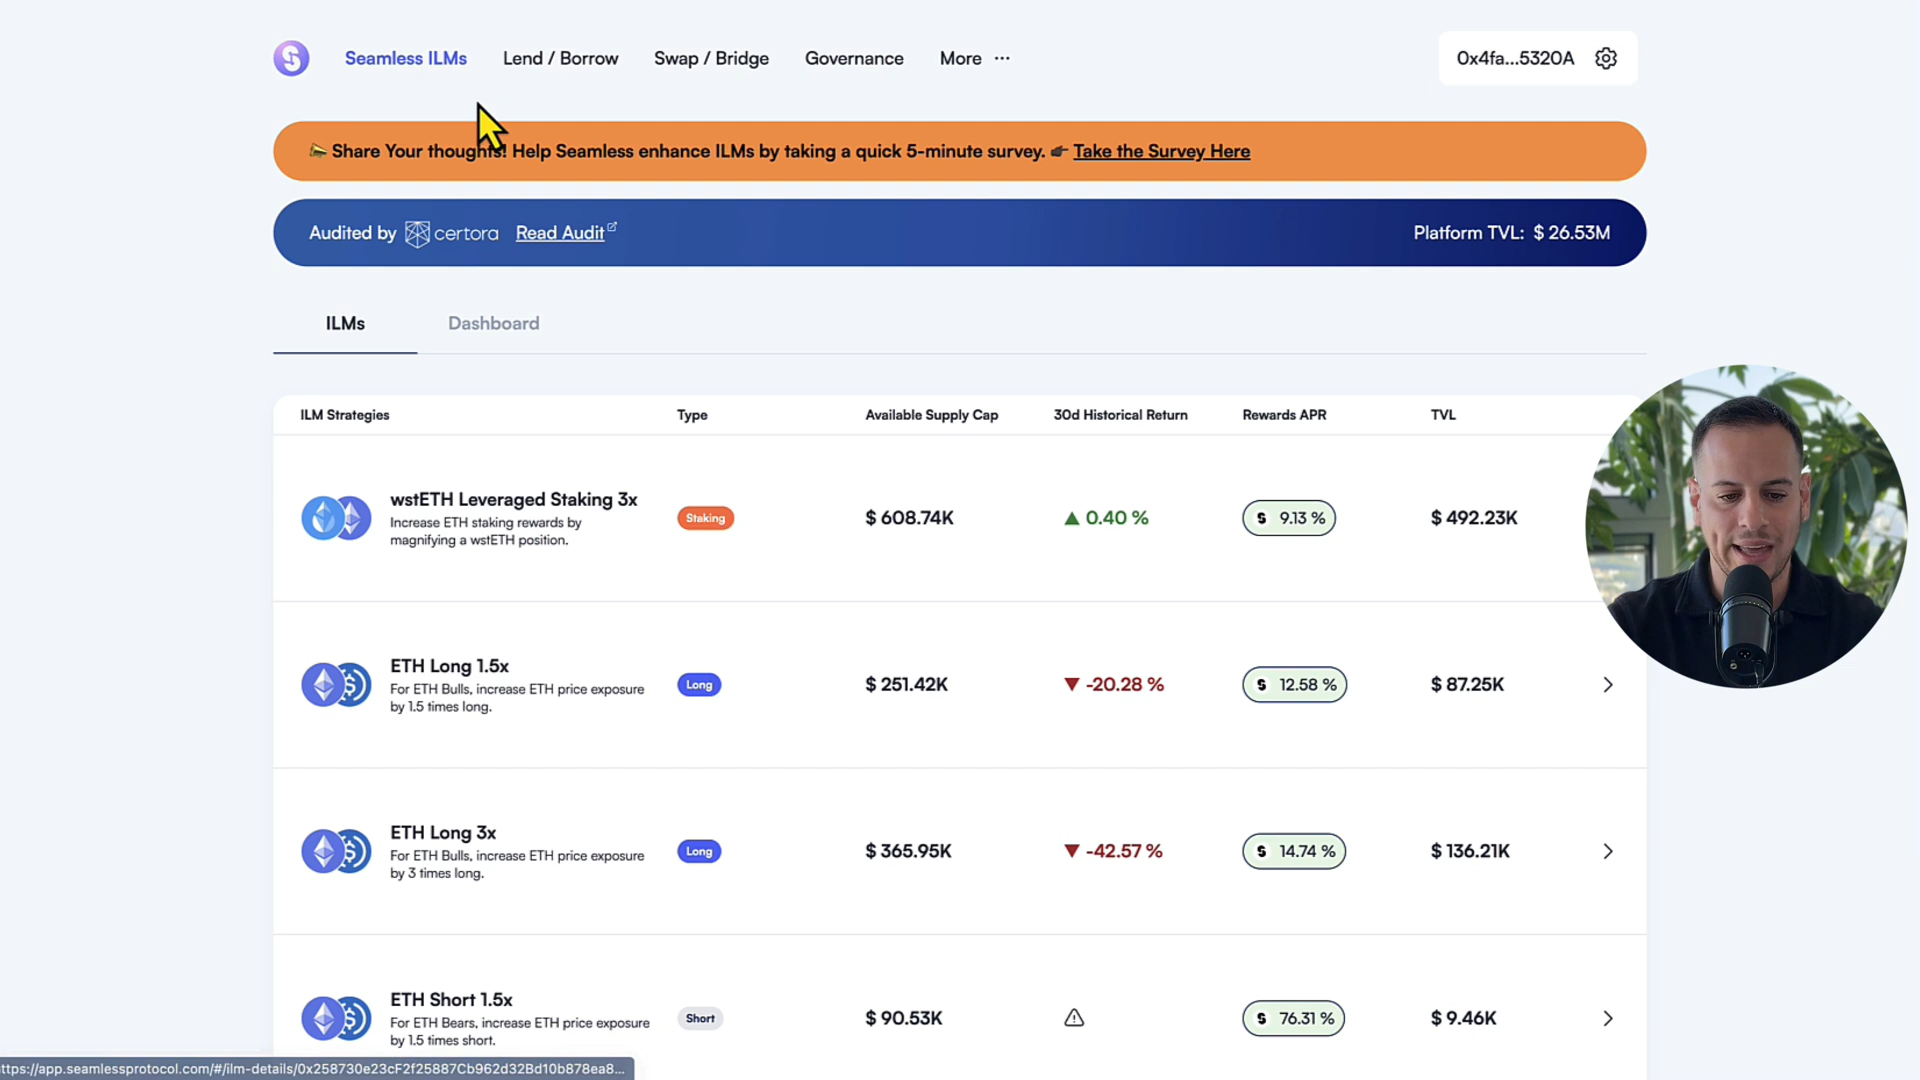 Seamless ILMs
Lend / Borrow
Swap / Bridge
Governance
More ...
0x4fa...5320A
Share Your thoughts! Help Seamless enhance ILMs by taking a quick 5-minute survey. Take the Survey Here
Audited by certora Read Audit
Platform TVL: $ 26.53M
ILMs
Dashboard
ILM Strategies Type Available Supply Cap 30d Historical Return Rewards APR TVL
wstETH Leveraged Staking 3x
Increase ETH staking rewards by
magnifying a wstETH position.
Staking
$ 608.74K
0.40 %
9.13 %
$ 492.23K
ETH Long 1.5x
For ETH Bulls, increase ETH price exposure
by 1.5 times long.
Long
$ 251.42K
-20.28 %
12.58 %
$ 87.25K
ETH Long 3x
For ETH Bulls, increase ETH price exposure
by 3 times long.
Long
$ 365.95K
-42.57 %
14.74 %
$ 136.21K
ETH Short 1.5x
For ETH Bears, increase ETH price exposure
by 1.5 times short.
Short
$ 90.53K
76.31 %
$ 9.46K
ttps://app.seamlessprotocol.com/#/ilm-details/0x258730e23cF2f25887Cb962d32Bd10b878ea8...